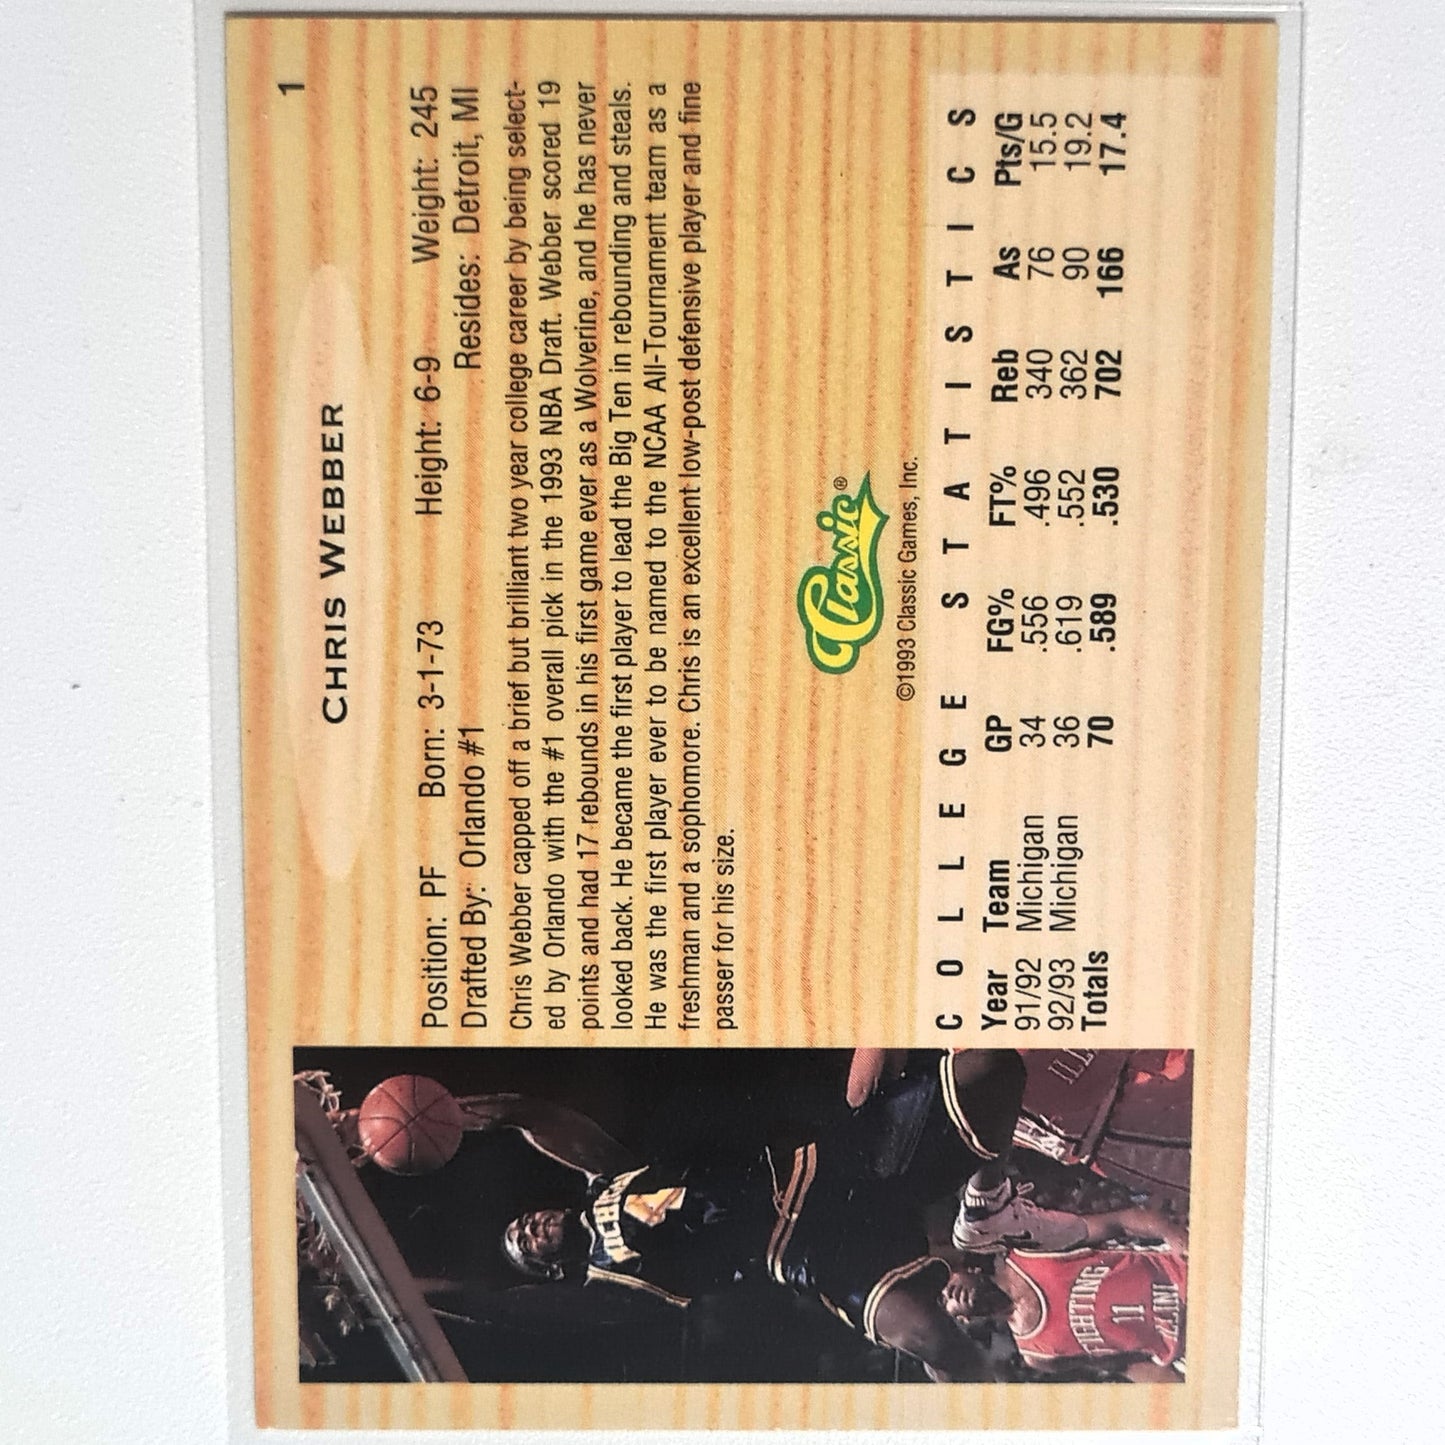 1
CHRIS WEBBER
Position: PF Born: 3-1-73 Height: 6-9 Weight: 245
Drafted By: Orlando #1 Resides: Detroit, MI
Chris Webber capped off a brief but brilliant two year college career by being select-
ed by Orlando with the #1 overall pick in the 1993 NBA Draft. Webber scored 19
points and had 17 rebounds in his first game ever as a Wolverine, and he has never
looked back. He became the first player to lead the Big Ten in rebounding and steals.
He was the first player ever to be named to the NCAA All-Tournament team as a
freshman and a sophomore. Chris is an excellent low-post defensive player and fine
passer for his size.
Classic®
©1993 Classic Games, Inc.
COLLEGE STATISTICS
Year Team GP FG% FT% Reb As Pts/G
91/92 Michigan 34 .556 .496 340 76 15.5
92/93 Michigan 36 .619 .552 362 90 19.2
Totals 70 .589 .530 702 166 17.4
FIGHTING
11
ILLINI